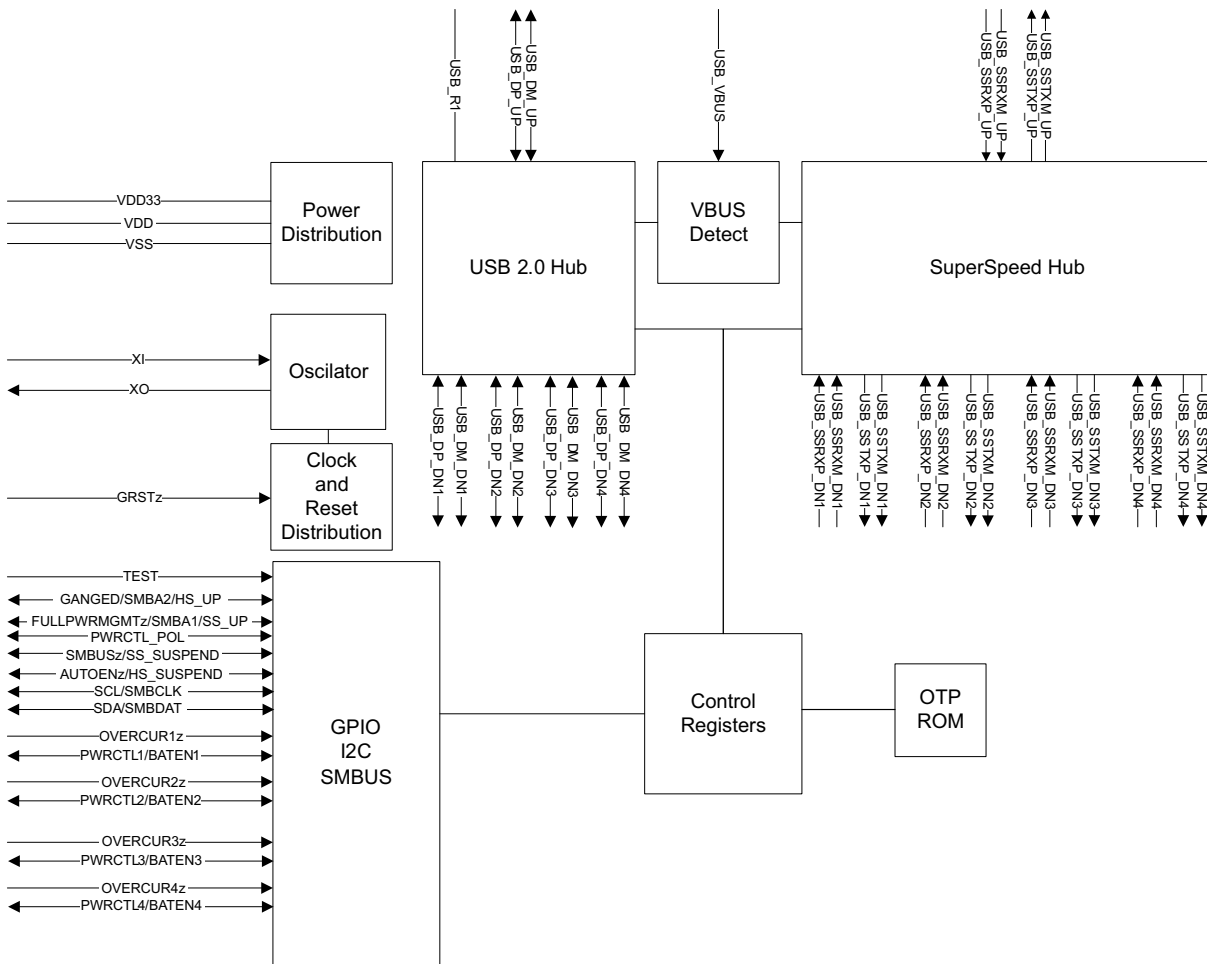 USB_R1
USB_DP_UP
USB_DM_UP
USB_VBUS
USB_SSRXP_UP
USB_SSRXM_UP
USB_SSTXP_UP
USB_SSTXM_UP
VDD33
VDD
VSS
Power
Distribution
USB 2.0 Hub
VBUS
Detect
SuperSpeed Hub
XI
XO
Oscilator
GRSTz
Clock
and
Reset
Distribution
USB_DP_DN1
USB_DM_DN1
USB_DP_DN2
USB_DM_DN2
USB_DP_DN3
USB_DM_DN3
USB_DP_DN4
USB_DM_DN4
USB_SSRXP_DN1
USB_SSRXM_DN1
USB_SSTXP_DN1
USB_SSTXM_DN1
USB_SSRXP_DN2
USB_SSRXM_DN2
USB_SSTXP_DN2
USB_SSTXM_DN2
USB_SSRXP_DN3
USB_SSRXM_DN3
USB_SSTXP_DN3
USB_SSTXM_DN3
USB_SSRXP_DN4
USB_SSRXM_DN4
USB_SSTXP_DN4
USB_SSTXM_DN4
TEST
GANGED/SMBA2/HS_UP
FULLPWRMGMTz/SMBA1/SS_UP
PWRCTL_POL
SMBUSz/SS_SUSPEND
AUTOENz/HS_SUSPEND
SCL/SMBCLK
SDA/SMBDAT
OVERCUR1z
PWRCTL1/BATEN1
OVERCUR2z
PWRCTL2/BATEN2
OVERCUR3z
PWRCTL3/BATEN3
OVERCUR4z
PWRCTL4/BATEN4
GPIO
I2C
SMBUS
Control
Registers
OTP
ROM